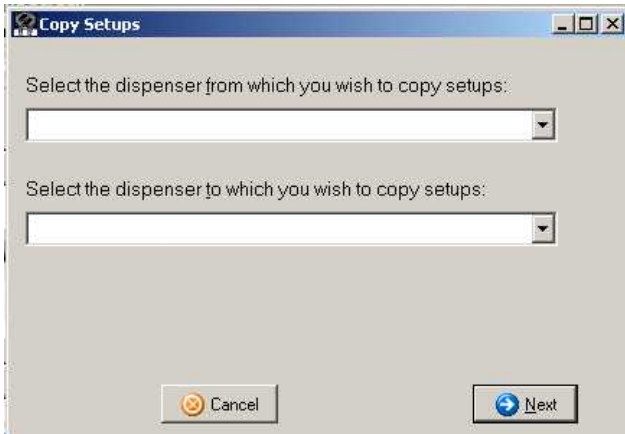 Copy Setups
Select the dispenser from which you wish to copy setups:
Select the dispenser to which you wish to copy setups:
Cancel
Next